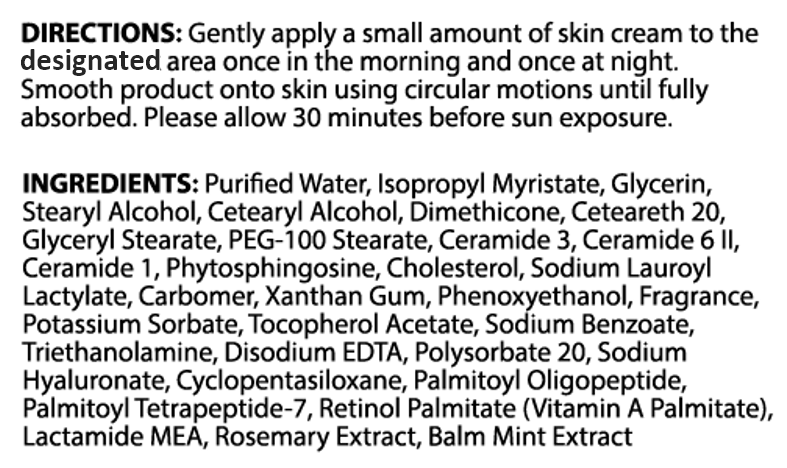 DIRECTIONS: Gently apply a small amount of skin cream to the
designated area once in the morning and once at night.
Smooth product onto skin using circular motions until fully
absorbed. Please allow 30 minutes before sun exposure.
INGREDIENTS: Purified Water, Isopropyl Myristate, Glycerin,
Stearyl Alcohol, Cetearyl Alcohol, Dimethicone, Ceteareth 20,
Glyceryl Stearate, PEG-100 Stearate, Ceramide 3, Ceramide 6 II,
Ceramide 1, Phytosphingosine, Cholesterol, Sodium Lauroyl
Lactylate, Carbomer, Xanthan Gum, Phenoxyethanol, Fragrance,
Potassium Sorbate, Tocopherol Acetate, Sodium Benzoate,
Triethanolamine, Disodium EDTA, Polysorbate 20, Sodium
Hyaluronate, Cyclopentasiloxane, Palmitoyl Oligopeptide,
Palmitoyl Tetrapeptide-7, Retinol Palmitate (Vitamin A Palmitate),
Lactamide MEA, Rosemary Extract, Balm Mint Extract